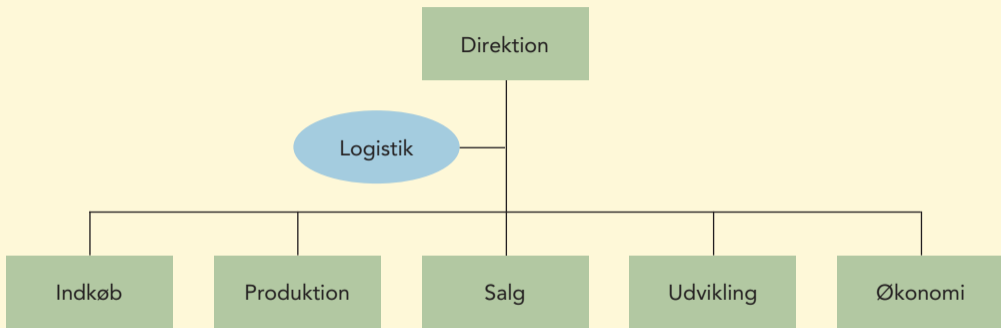 Direktion
Logistik
Indkøb
Produktion
Salg
Udvikling
Økonomi